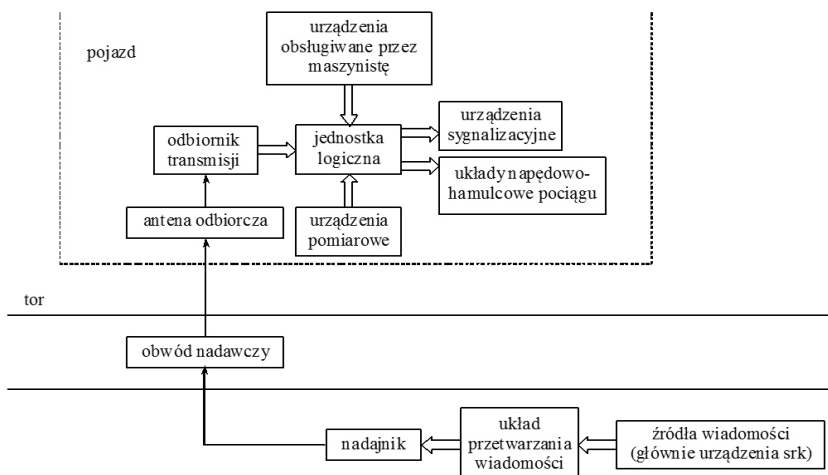 urządzenia
obsługiwane przez
maszynistę
pojazd
urządzenia
sygnalizacyjne
odbiornik
transmisji
jednostka
logiczna
układy napędowo-
hamulcowe pociągu
antena odbiorcza
urządzenia
pomiarowe
tor
obwód nadawczy
nadajnik
układ
przetwarzania
wiadomości
źródła wiadomości
(głównie urządzenia srk)